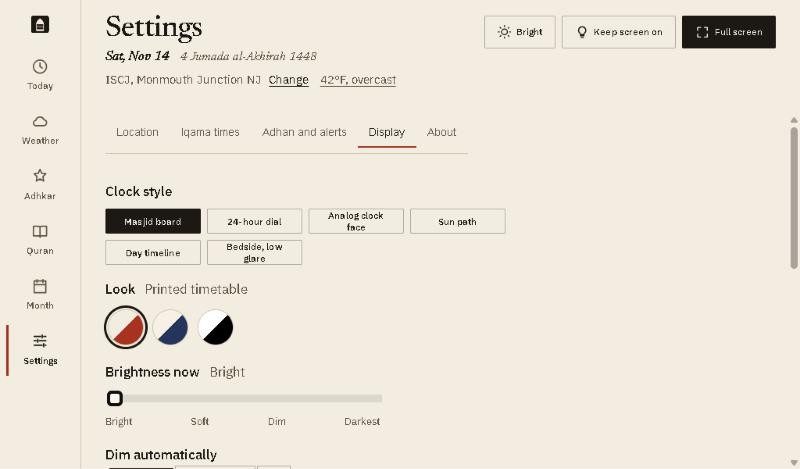 Settings
Sat, Nov 14 4 Jumada al-Akhirah 1448
ISCJ, Monmouth Junction NJ Change 42°F, overcast
Bright
Keep screen on
Full screen
Today
Weather
Adhkar
Quran
Month
Settings
Location Iqama times Adhan and alerts Display About
Clock style
Masjid board
24-hour dial
Analog clock
face
Sun path
Day timeline
Bedside, low
glare
Look Printed timetable
Brightness now Bright
Bright Soft Dim Darkest
Dim automatically